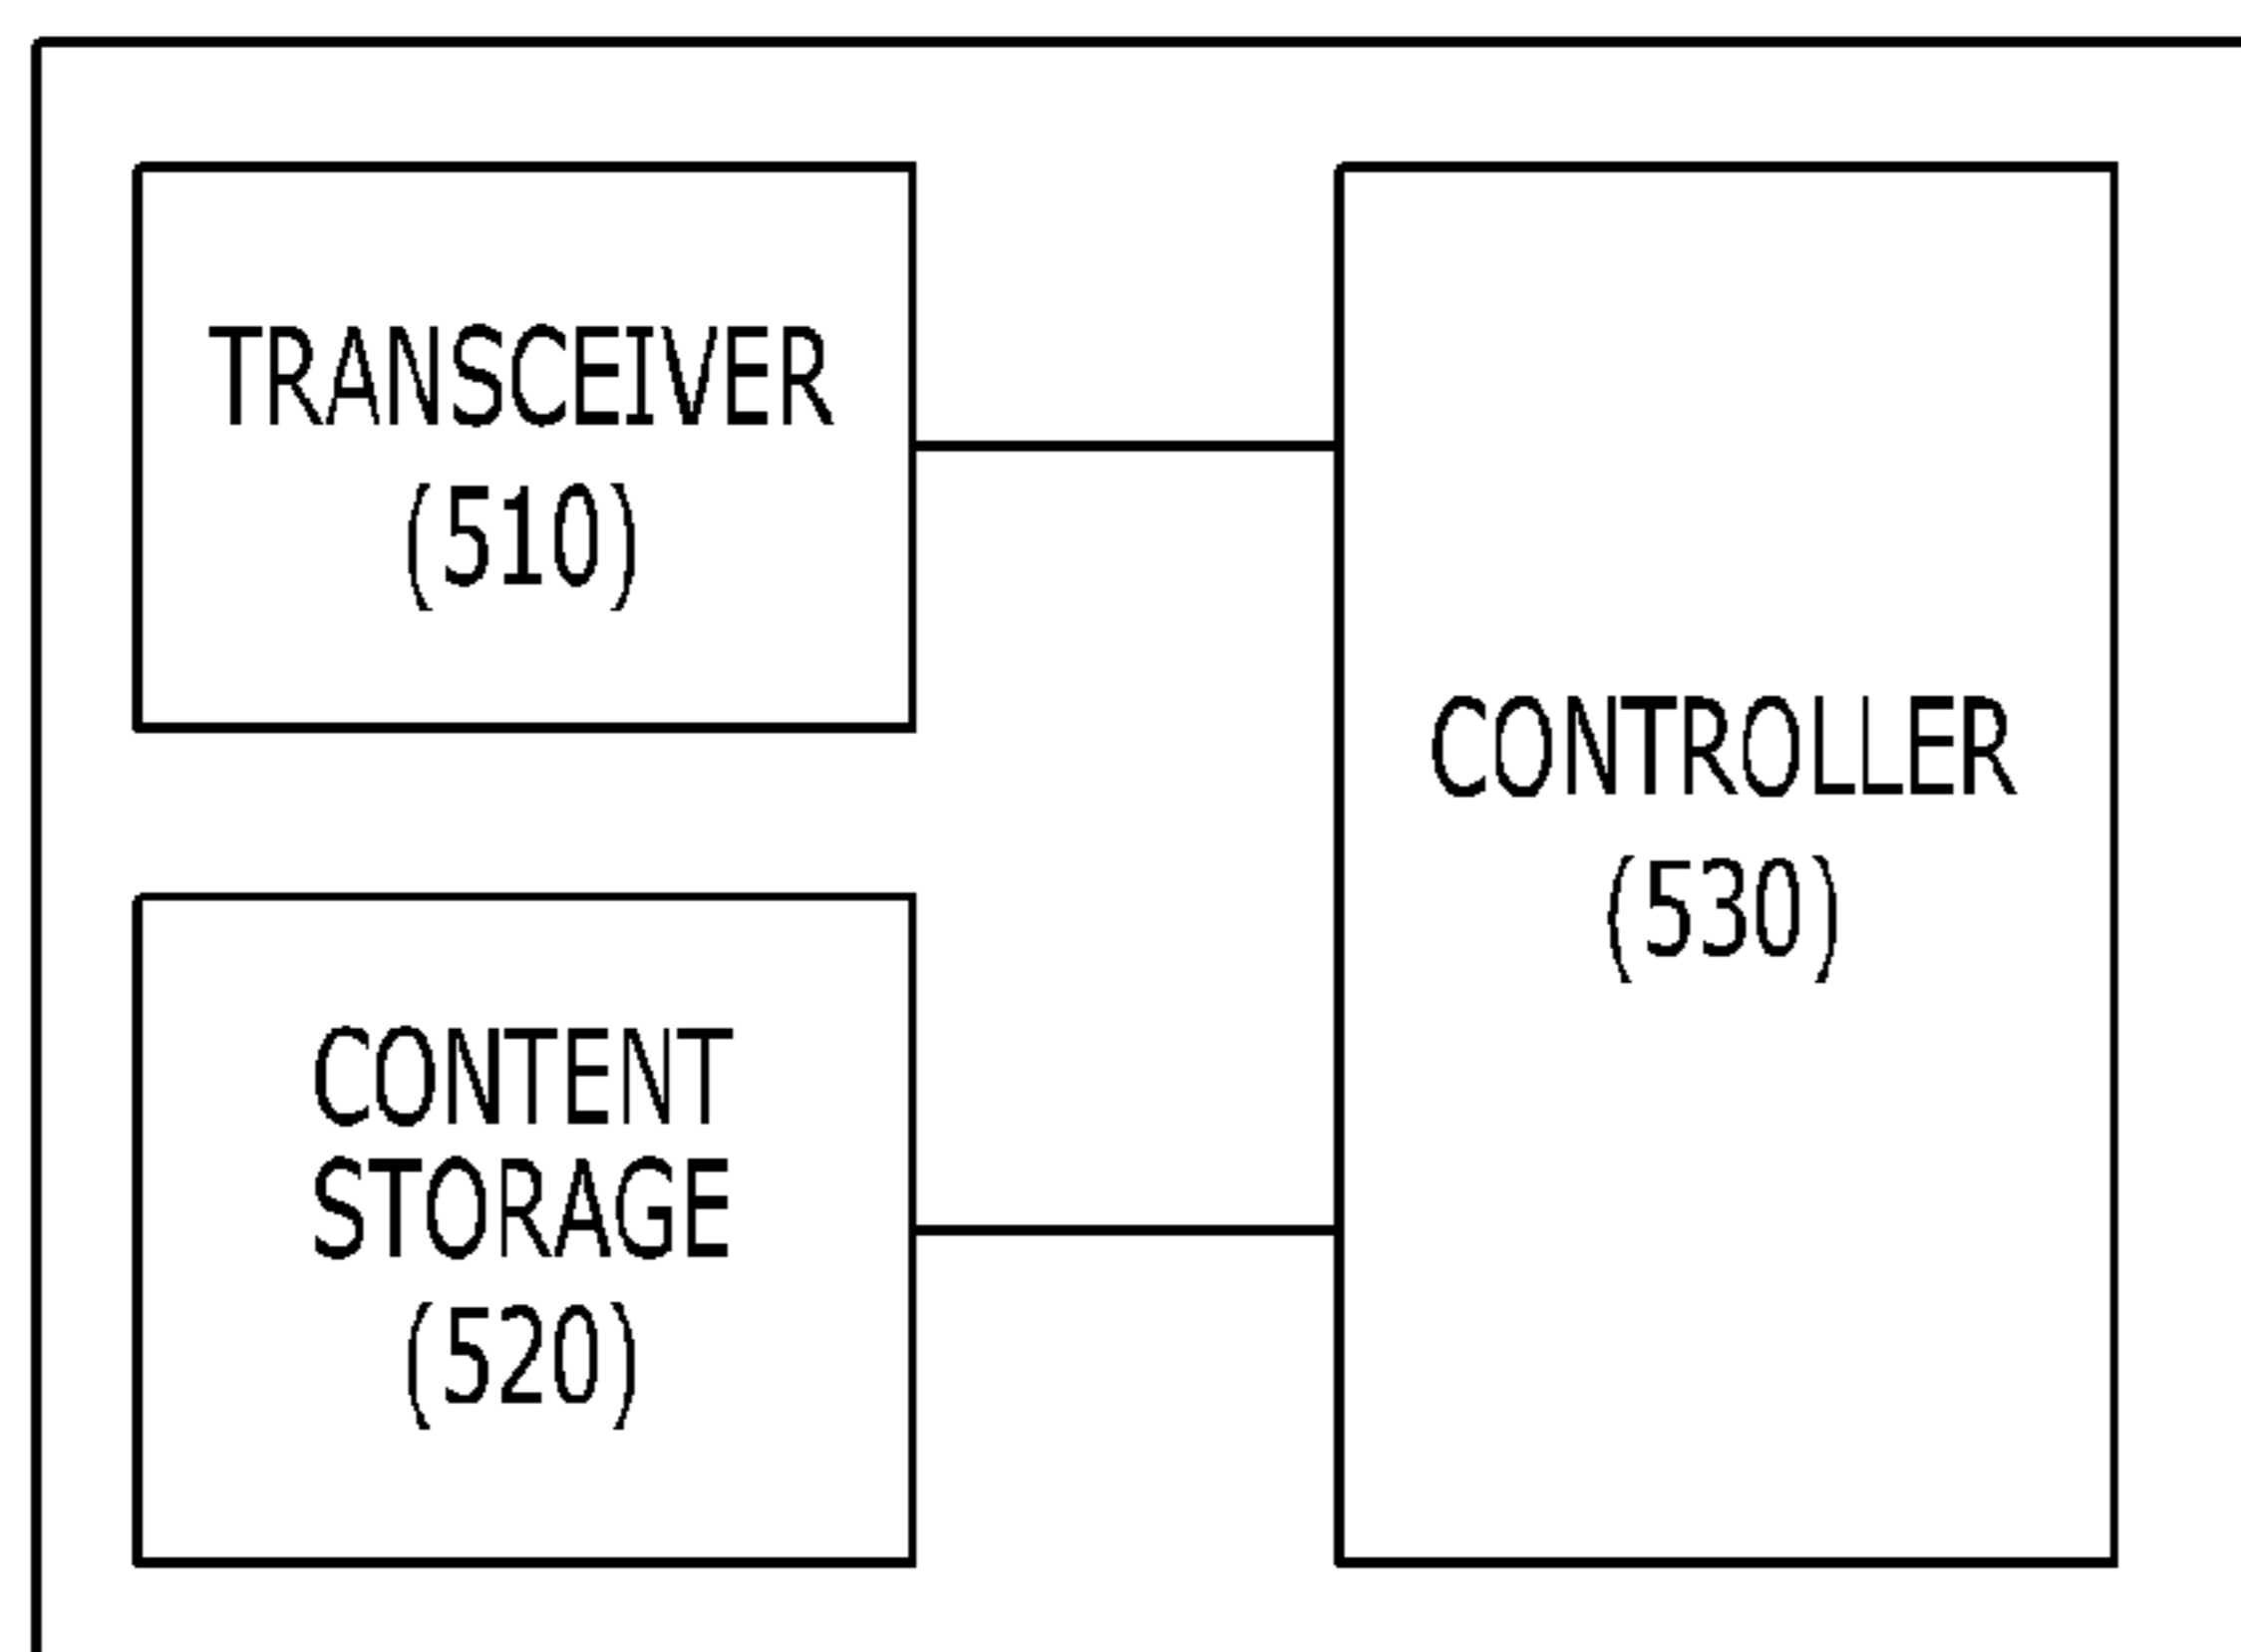 TRANSCEIVER
(510)
CONTENT
STORAGE
(520)
CONTROLLER
(530)